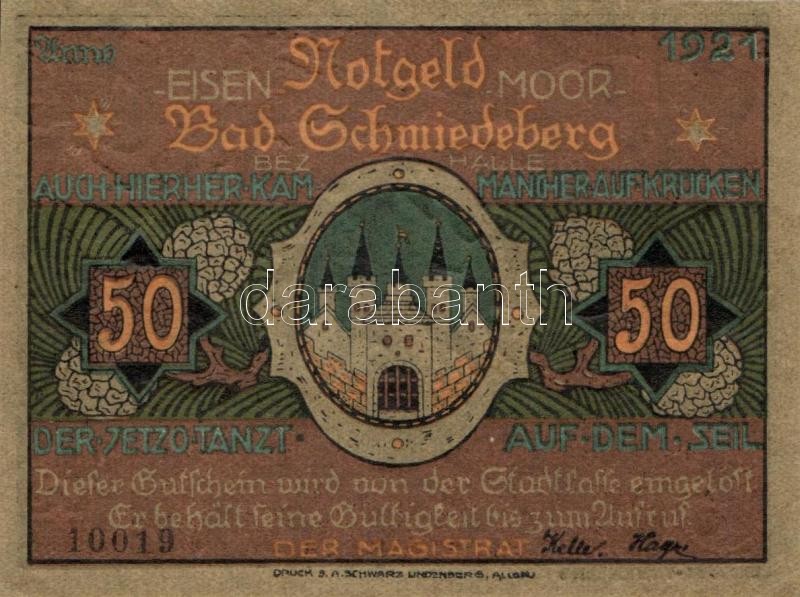 Anno 1921
Notgeld
-EISEN MOOR-
Bad Schmiedeberg
BEZ HALLE
AUCH·HIERHER·KAM MANCHER·AUF·KRÜCKEN
50 50
darabanth
DER·JETZO·TANZT· AUF·DEM·SEIL
Dieser Gutschein wird von der Stadtkasse eingelöst
Er behält seine Gültigkeit bis zum Aufruf.
10019 DER MAGISTRAT
DRUCK J. A. SCHWARZ LINDENBERG, ALLGÄU